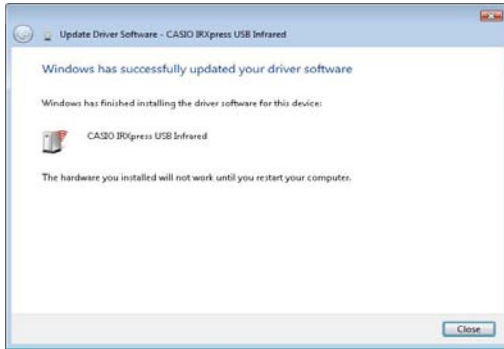 Update Driver Software - CASIO IRXpress USB Infrared
Windows has successfully updated your driver software
Windows has finished installing the driver software for this device:
CASIO IRXpress USB Infrared
The hardware you installed will not work until you restart your computer.
Close